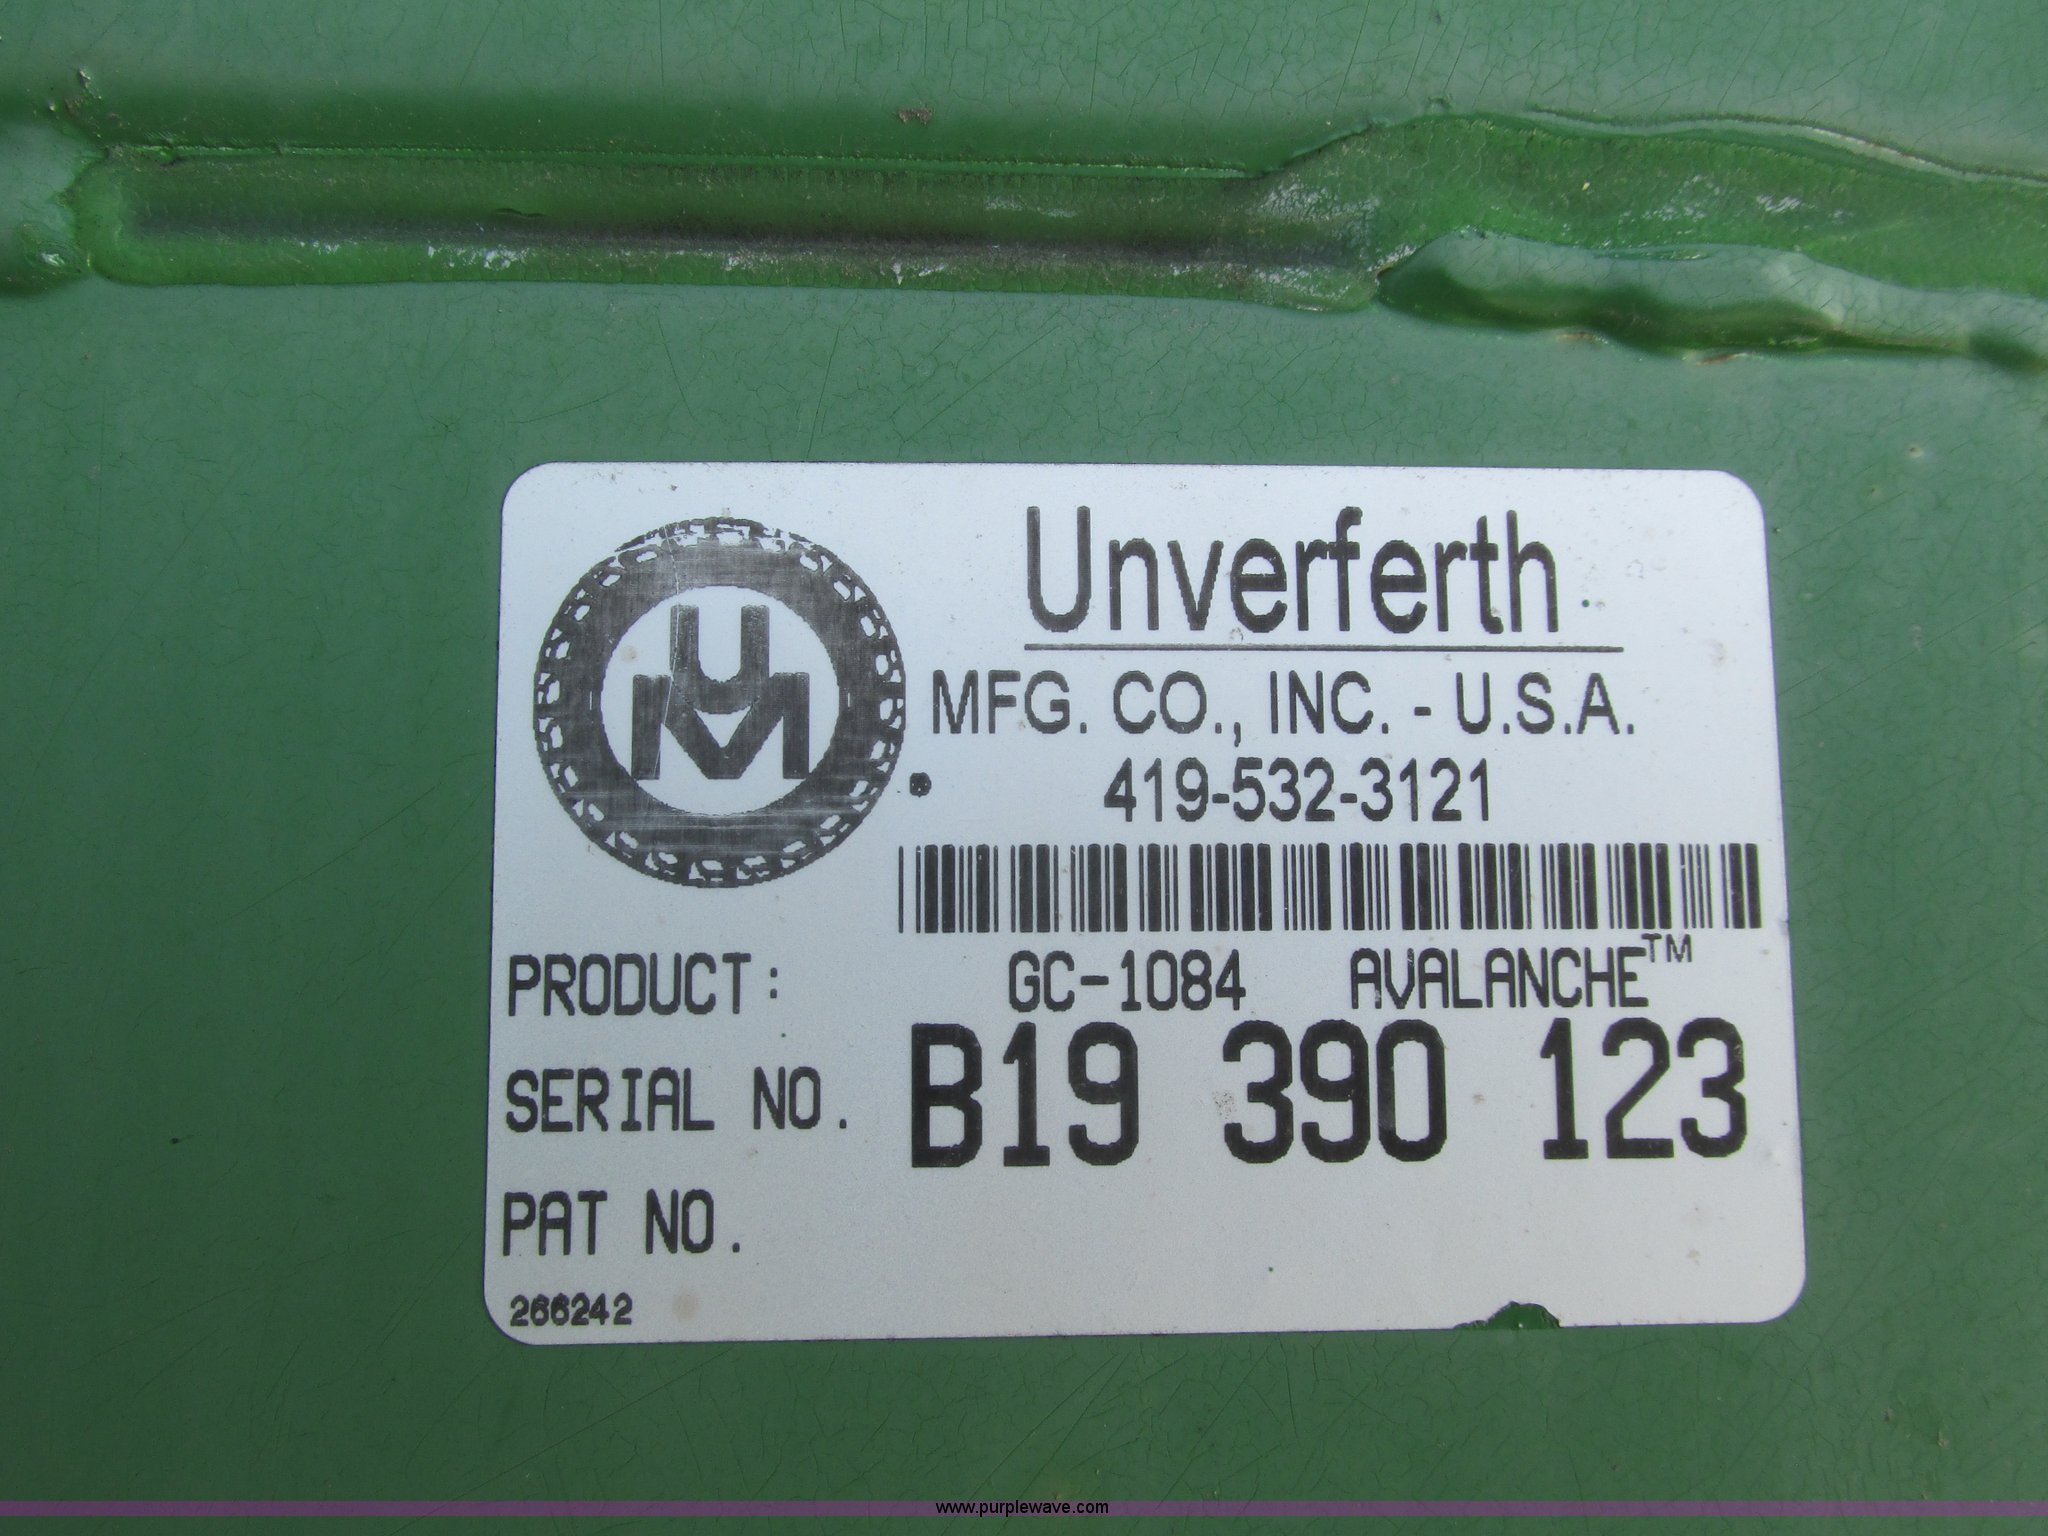 UM
Unverferth
MFG. CO., INC. - U.S.A.
419-532-3121
PRODUCT: GC-1084 AVALANCHE™
SERIAL NO. B19 390 123
PAT NO.
266242
www.purplewave.com